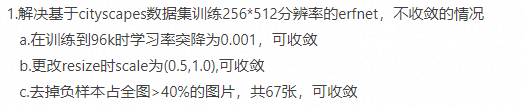 1.解决基于cityscapes数据集训练256*512分辨率的erfnet，不收敛的情况
a.在训练到96k时学习率突降为0.001，可收敛
b.更改resize时scale为(0.5,1.0),可收敛
c.去掉负样本占全图>40%的图片，共67张，可收敛